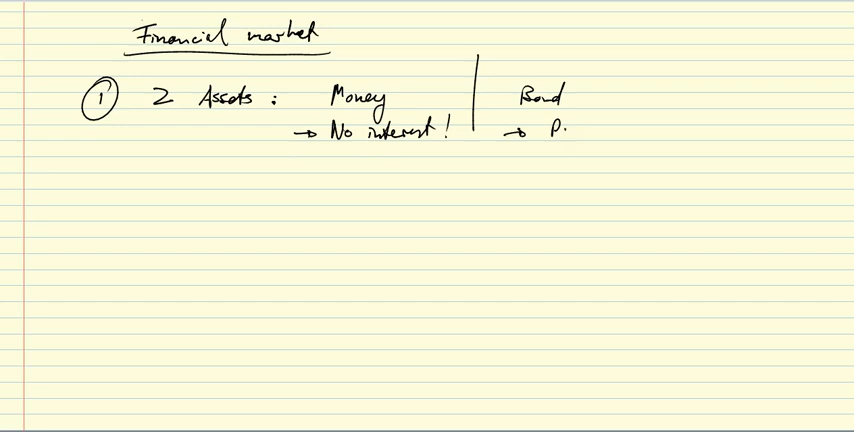 Financial market
① 2 Assets : Money | Bond
→ No interest! → P.